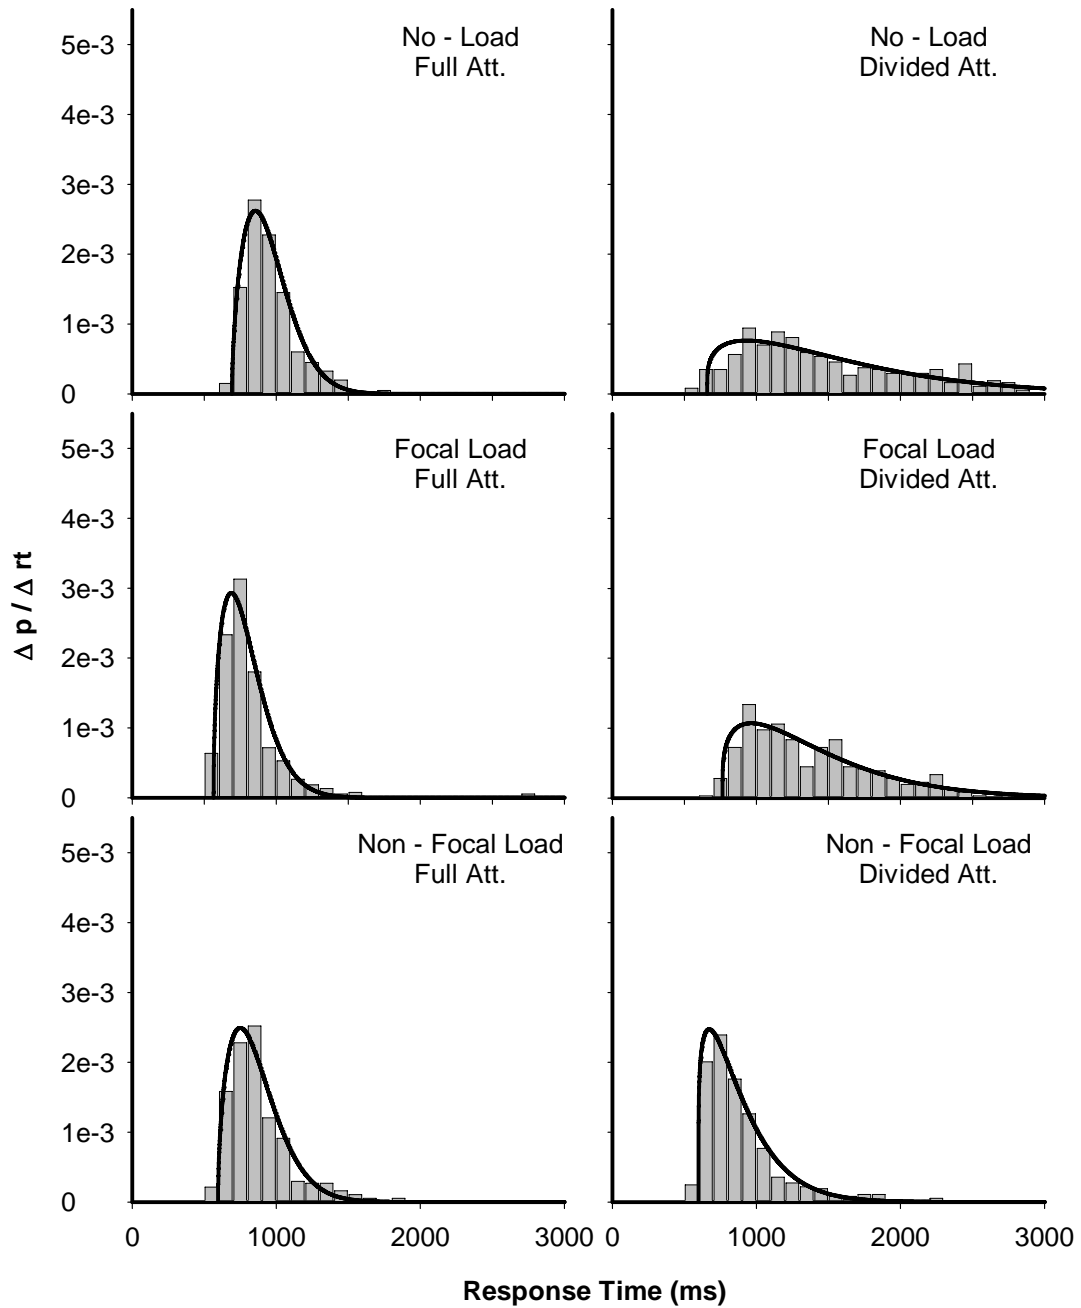 No - Load
Full Att.
No - Load
Divided Att.
5e-3
4e-3
3e-3
2e-3
1e-3
0
Focal Load
Full Att.
Focal Load
Divided Att.
5e-3
4e-3
3e-3
2e-3
1e-3
0
Δ p / Δ rt
Non - Focal Load
Full Att.
Non - Focal Load
Divided Att.
5e-3
4e-3
3e-3
2e-3
1e-3
0
0 1000 2000 3000 0 1000 2000 3000
Response Time (ms)